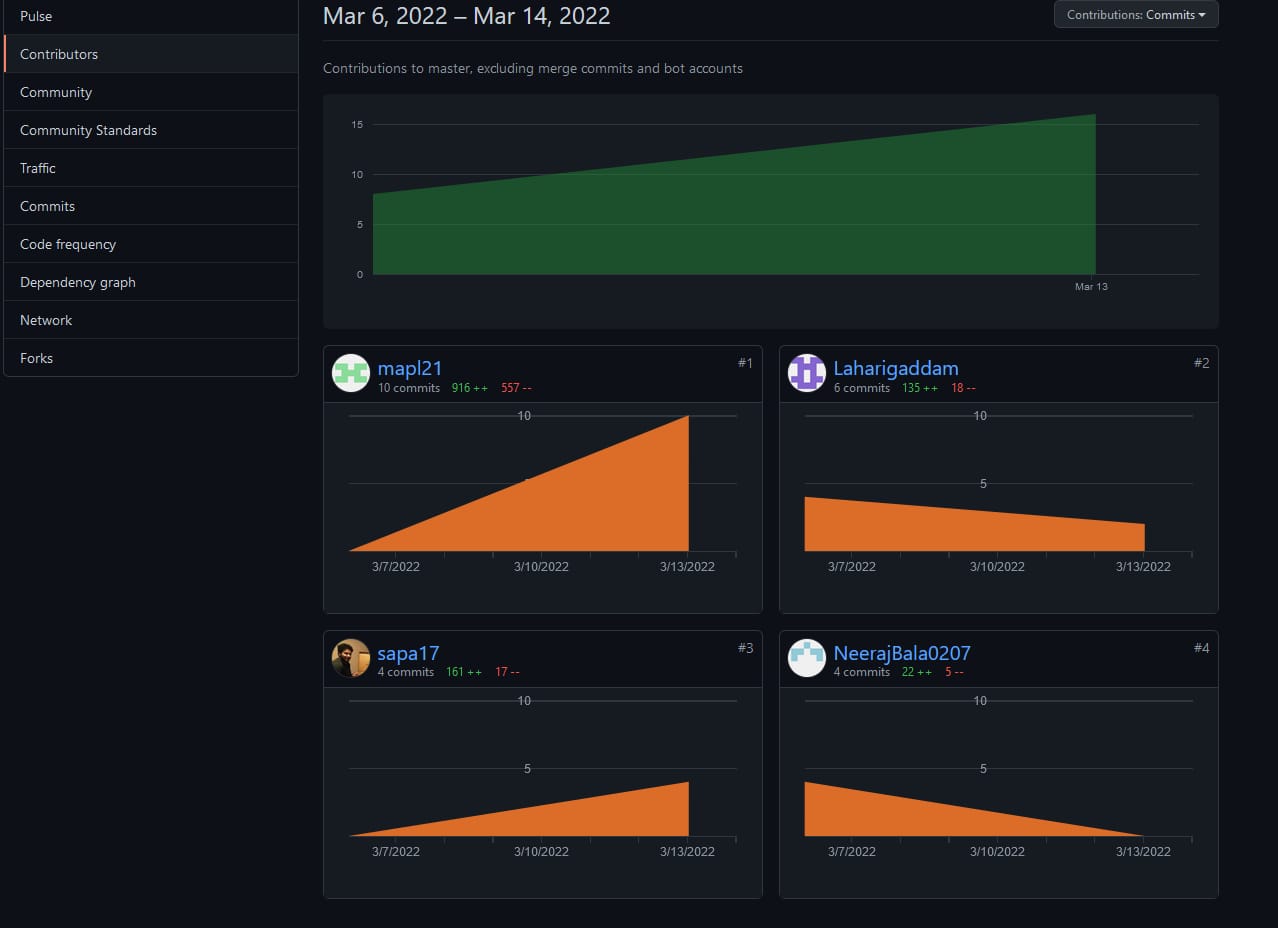 Pulse
Contributors
Community
Community Standards
Traffic
Commits
Code frequency
Dependency graph
Network
Forks
Mar 6, 2022 – Mar 14, 2022
Contributions: Commits
Contributions to master, excluding merge commits and bot accounts
15
10
5
0
Mar 13
mapl21
#1
10 commits 916 ++ 557 --
10
3/7/2022 3/10/2022 3/13/2022
Laharigaddam
#2
6 commits 135 ++ 18 --
10
5
3/7/2022 3/10/2022 3/13/2022
sapa17
#3
4 commits 161 ++ 17 --
10
5
3/7/2022 3/10/2022 3/13/2022
NeerajBala0207
#4
4 commits 22 ++ 5 --
10
5
3/7/2022 3/10/2022 3/13/2022